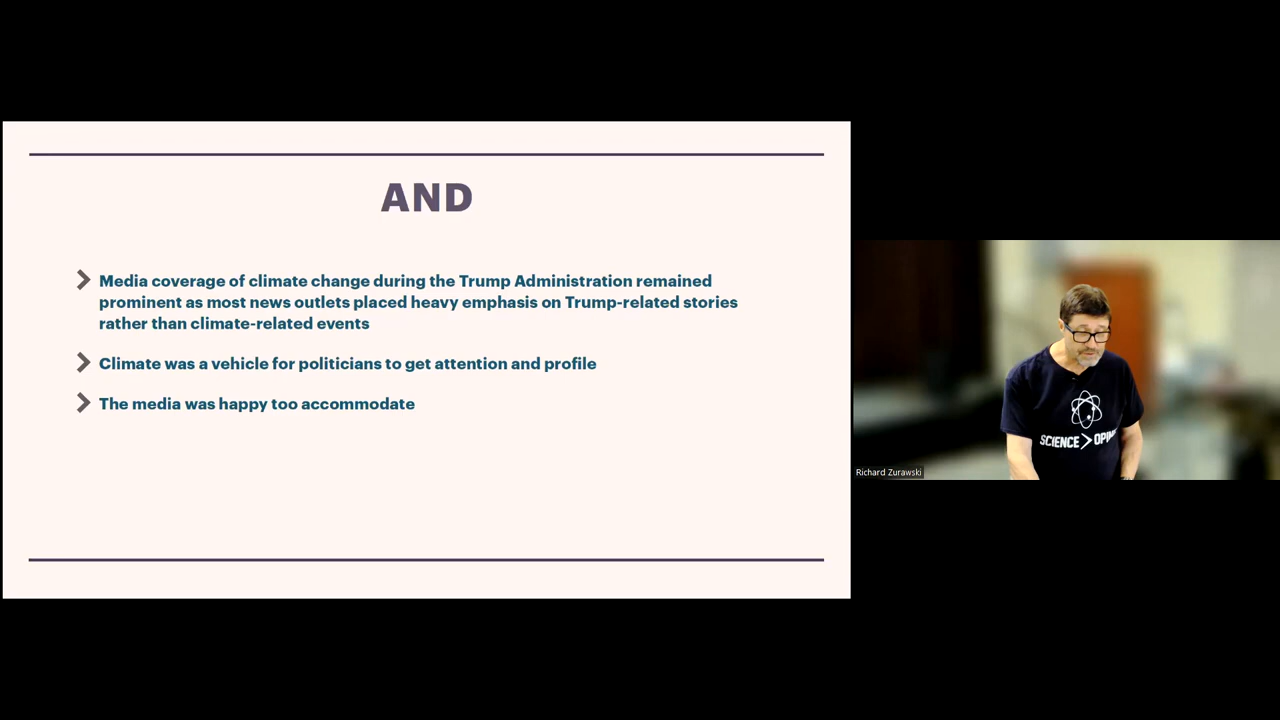 AND
Media coverage of climate change during the Trump Administration remained
prominent as most news outlets placed heavy emphasis on Trump-related stories
rather than climate-related events
Climate was a vehicle for politicians to get attention and profile
The media was happy too accommodate
SCIENCE>OPIN
Richard Zurawski